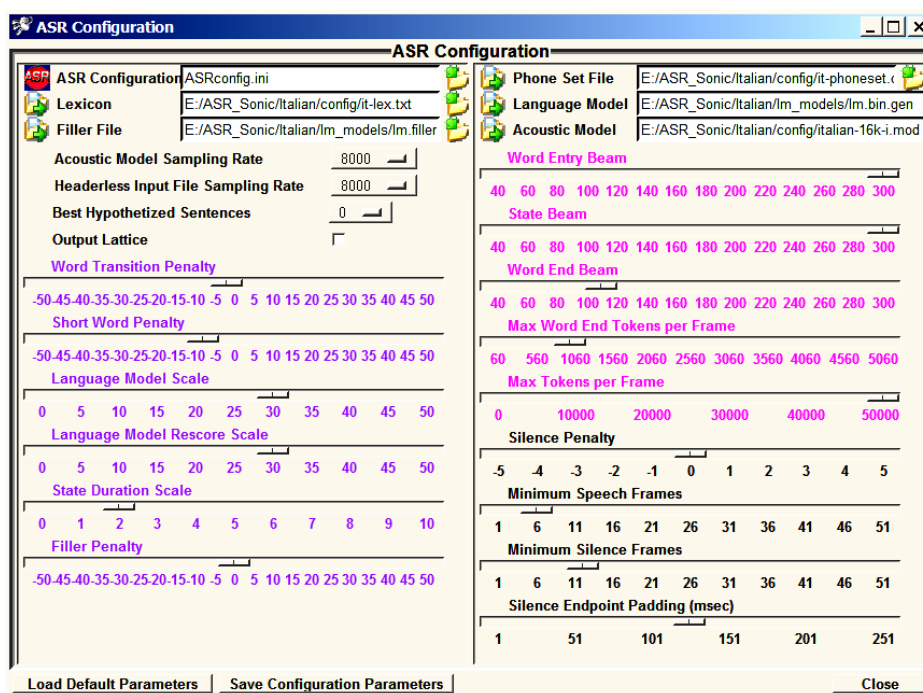 ASR Configuration
ASR Configuration
ASR ASR Configuration ASRconfig.ini
Lexicon E:/ASR_Sonic/Italian/config/it-lex.txt
Filler File E:/ASR_Sonic/Italian/lm_models/lm.filler
Acoustic Model Sampling Rate 8000
Headerless Input File Sampling Rate 8000
Best Hypothetized Sentences 0
Output Lattice
Word Transition Penalty
-50-45-40-35-30-25-20-15-10 -5 0 5 10 15 20 25 30 35 40 45 50
Short Word Penalty
-50-45-40-35-30-25-20-15-10 -5 0 5 10 15 20 25 30 35 40 45 50
Language Model Scale
0 5 10 15 20 25 30 35 40 45 50
Language Model Rescore Scale
0 5 10 15 20 25 30 35 40 45 50
State Duration Scale
0 1 2 3 4 5 6 7 8 9 10
Filler Penalty
-50-45-40-35-30-25-20-15-10 -5 0 5 10 15 20 25 30 35 40 45 50
Phone Set File E:/ASR_Sonic/Italian/config/it-phoneset.c
Language Model E:/ASR_Sonic/Italian/lm_models/lm.bin.gen
Acoustic Model E:/ASR_Sonic/Italian/config/italian-16k-i.mod
Word Entry Beam
40 60 80 100 120 140 160 180 200 220 240 260 280 300
State Beam
40 60 80 100 120 140 160 180 200 220 240 260 280 300
Word End Beam
40 60 80 100 120 140 160 180 200 220 240 260 280 300
Max Word End Tokens per Frame
60 560 1060 1560 2060 2560 3060 3560 4060 4560 5060
Max Tokens per Frame
0 10000 20000 30000 40000 50000
Silence Penalty
-5 -4 -3 -2 -1 0 1 2 3 4 5
Minimum Speech Frames
1 6 11 16 21 26 31 36 41 46 51
Minimum Silence Frames
1 6 11 16 21 26 31 36 41 46 51
Silence Endpoint Padding (msec)
1 51 101 151 201 251
Load Default Parameters Save Configuration Parameters Close